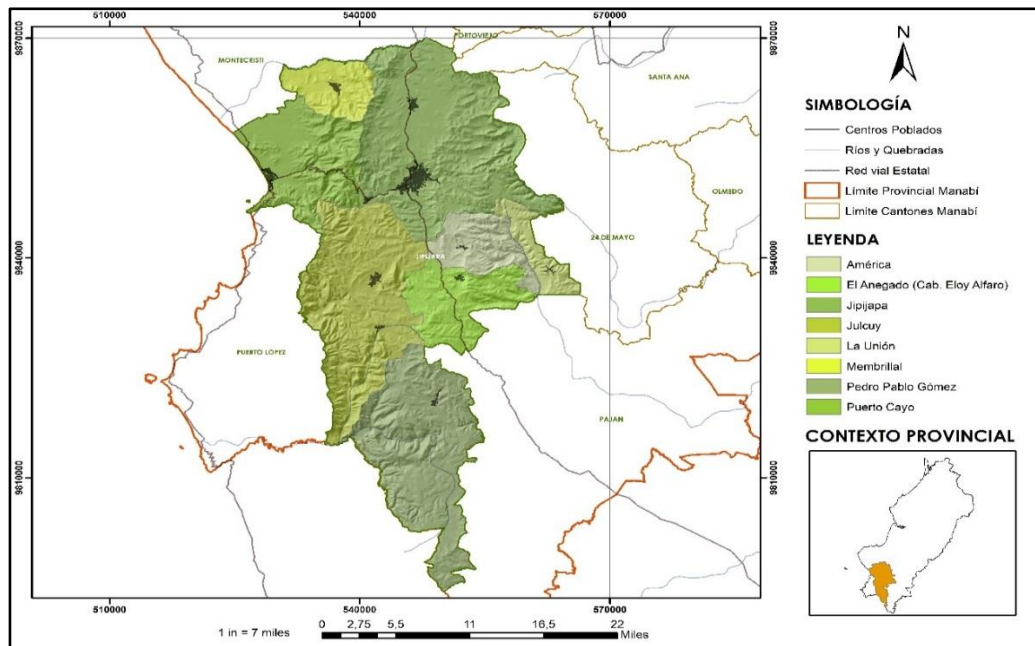 510000
540000
570000
9870000
9870000
PORTOVIEJO
MONTECRISTI
SANTA ANA
OLMEDO
24 DE MAYO
9840000
9840000
JIPIJAPA
PUERTO LÓPEZ
PAJAN
9810000
9810000
510000
540000
570000
1 in = 7 miles
0 2,75 5,5 11 16,5 22
Miles
N
SIMBOLOGÍA
Centros Poblados
Ríos y Quebradas
Red vial Estatal
Límite Provincial Manabí
Límite Cantones Manabí
LEYENDA
América
El Anegado (Cab. Eloy Alfaro)
Jipijapa
Julcuy
La Unión
Membrillal
Pedro Pablo Gómez
Puerto Cayo
CONTEXTO PROVINCIAL